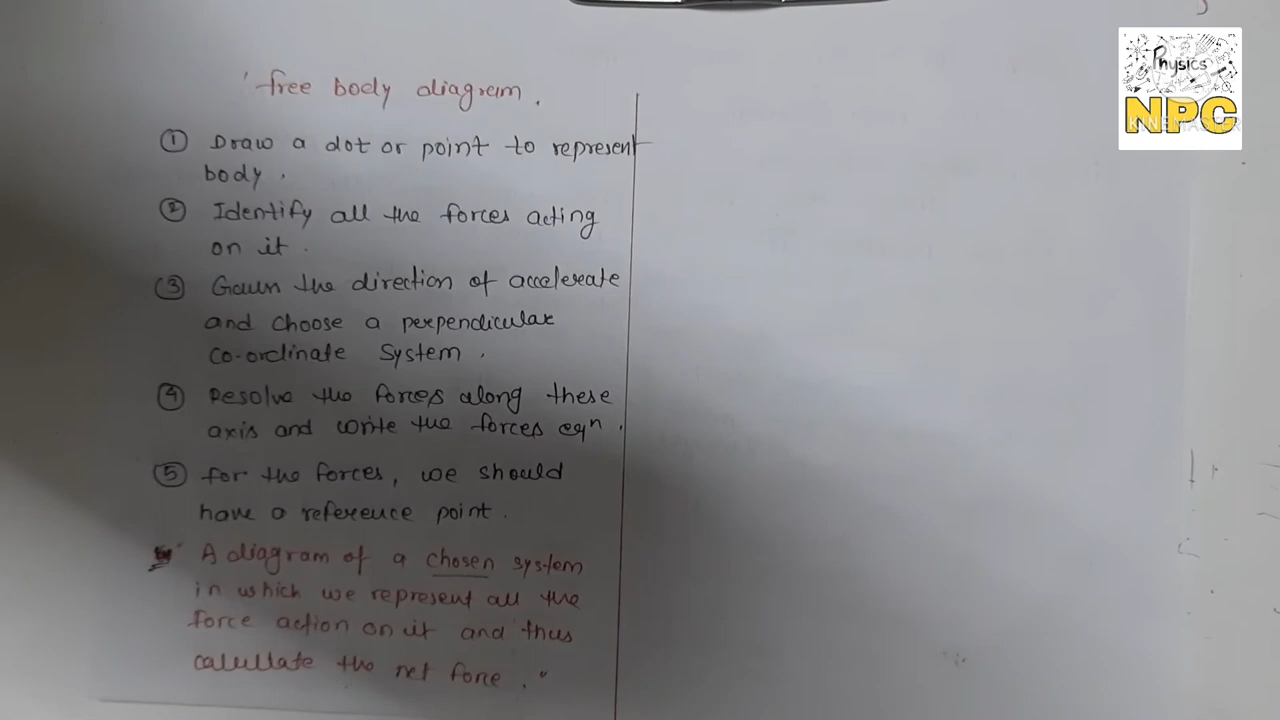 ' free body diagram.
① Draw a dot or point to represent
body.
② Identify all the forces acting
on it.
③ the direction of accelerate
and choose a perpendicular
co-ordinate system.
④ Resolve the forces along these
axis and write the forces eqn.
⑤ for the forces, we should
have a reference point.
" A diagram of a chosen system
in which we represent all the
force action on it and thus
calullate the net force."
Physics
NPC
KINEMASTER